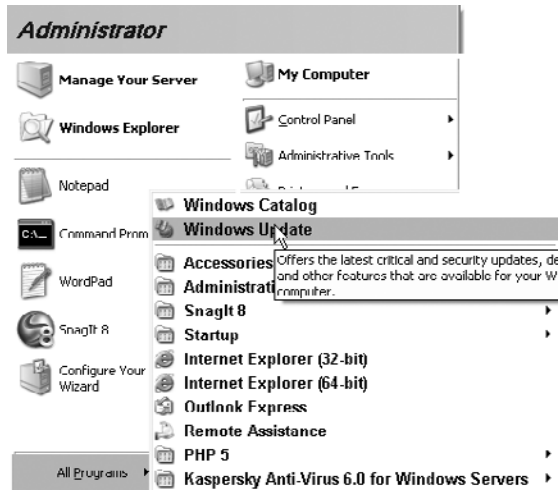 Administrator
Manage Your Server
My Computer
Windows Explorer
Control Panel
Administrative Tools
Notepad
Command Prom
WordPad
SnagIt 8
Configure Your
Wizard
All Programs
Windows Catalog
Windows Update
Offers the latest critical and security updates, de
and other features that are available for your W
computer.
Accessories
Administrati
SnagIt 8
Startup
Internet Explorer (32-bit)
Internet Explorer (64-bit)
Outlook Express
Remote Assistance
PHP 5
Kaspersky Anti-Virus 6.0 for Windows Servers